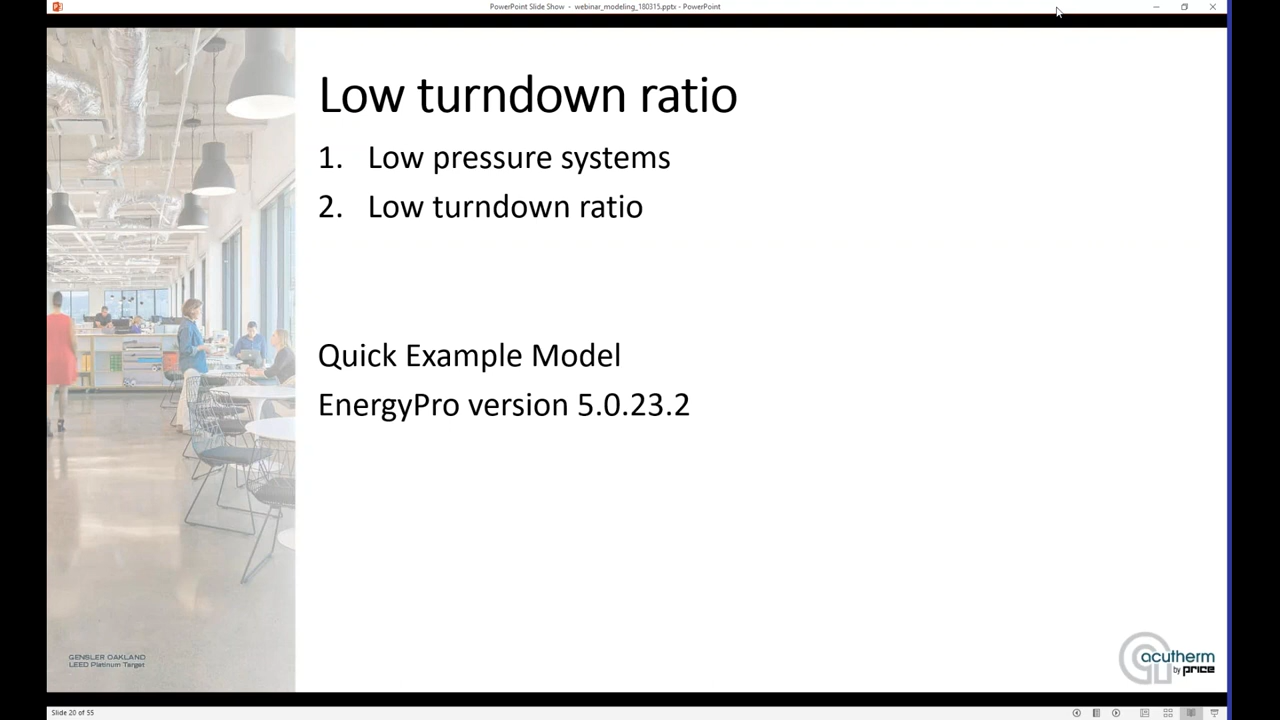 PowerPoint Slide Show - webinar_modeling_180315.pptx - PowerPoint
Low turndown ratio
1. Low pressure systems
2. Low turndown ratio
Quick Example Model
EnergyPro version 5.0.23.2
GENSLER OAKLAND
LEED Platinum Target
acutherm
by price
Slide 20 of 55